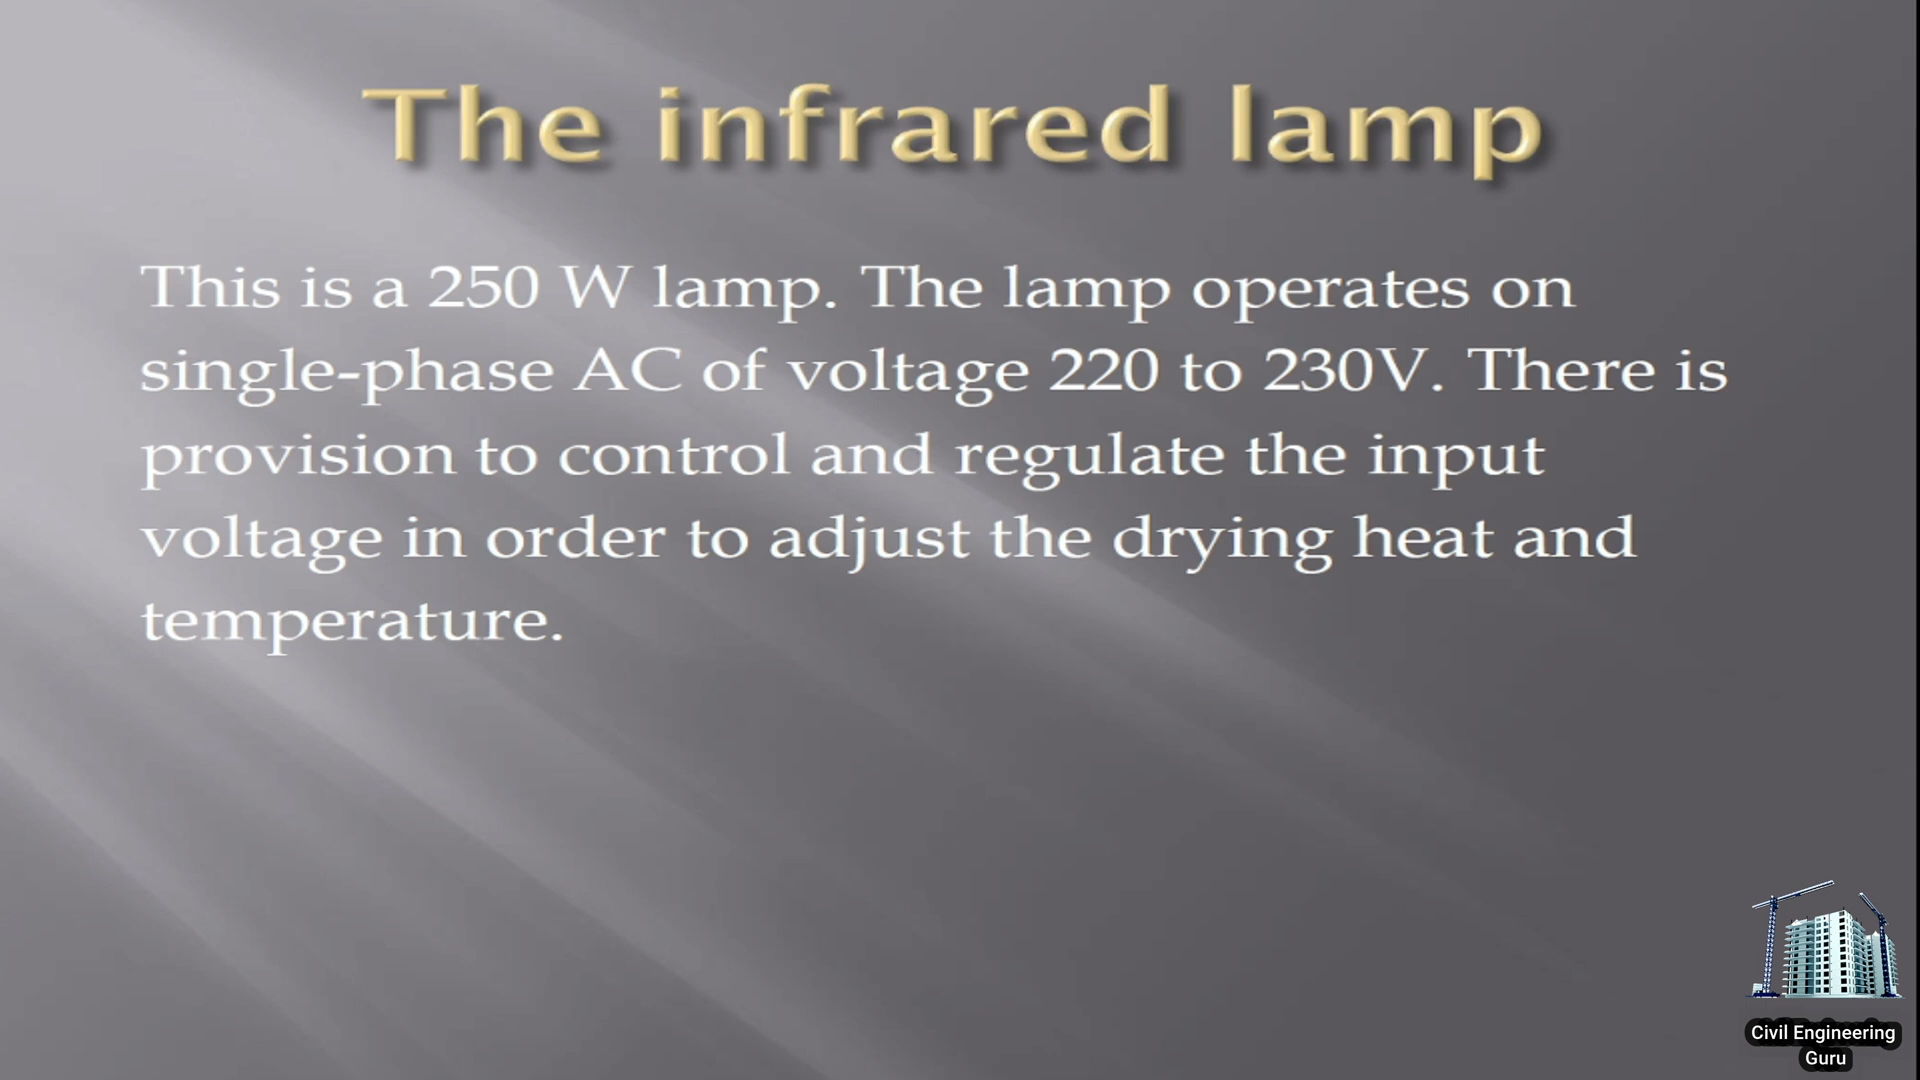 The infrared lamp
This is a 250 W lamp. The lamp operates on
single-phase AC of voltage 220 to 230V. There is
provision to control and regulate the input
voltage in order to adjust the drying heat and
temperature.
Civil Engineering
Guru